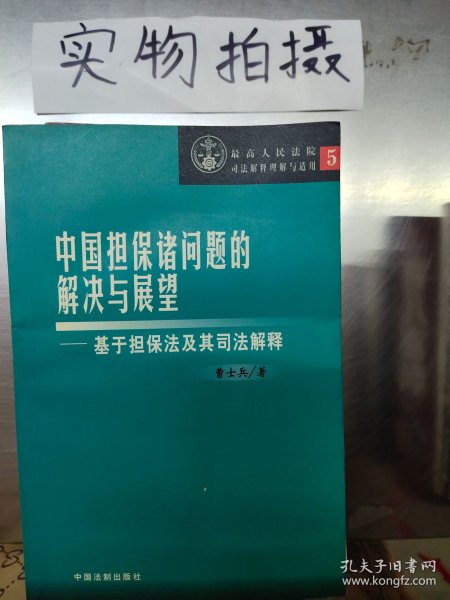 实物拍摄
最高人民法院
司法解释理解与适用
5
中国担保诸问题的
解决与展望
——基于担保法及其司法解释
曹士兵/著
中国法制出版社
孔夫子旧书网
www.kongfz.com